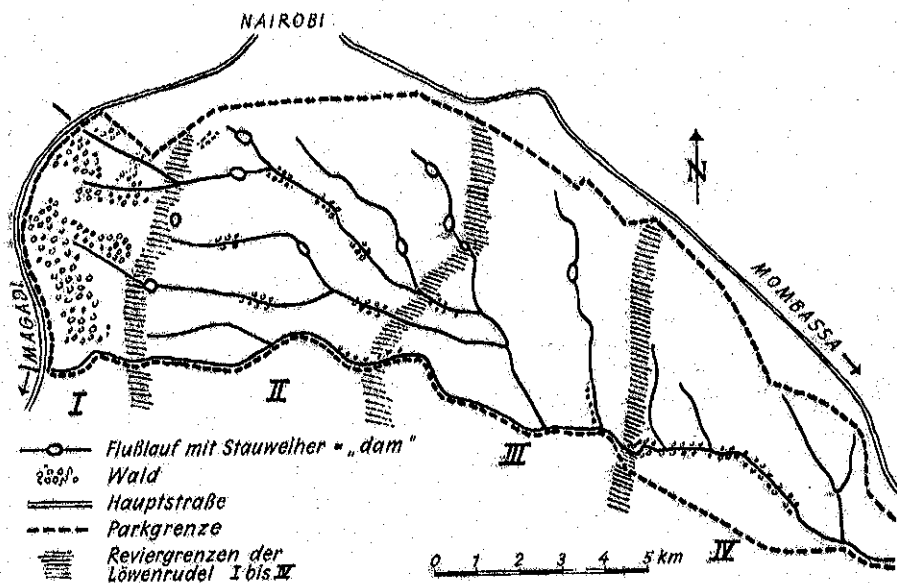 NAIROBI
N
MAGADI
MOMBASSA
I
II
III
IV
Flußlauf mit Stauweiher = „dam"
Wald
Hauptstraße
Parkgrenze
Reviergrenzen der
Löwenrudel I bis IV
0 1 2 3 4 5 km